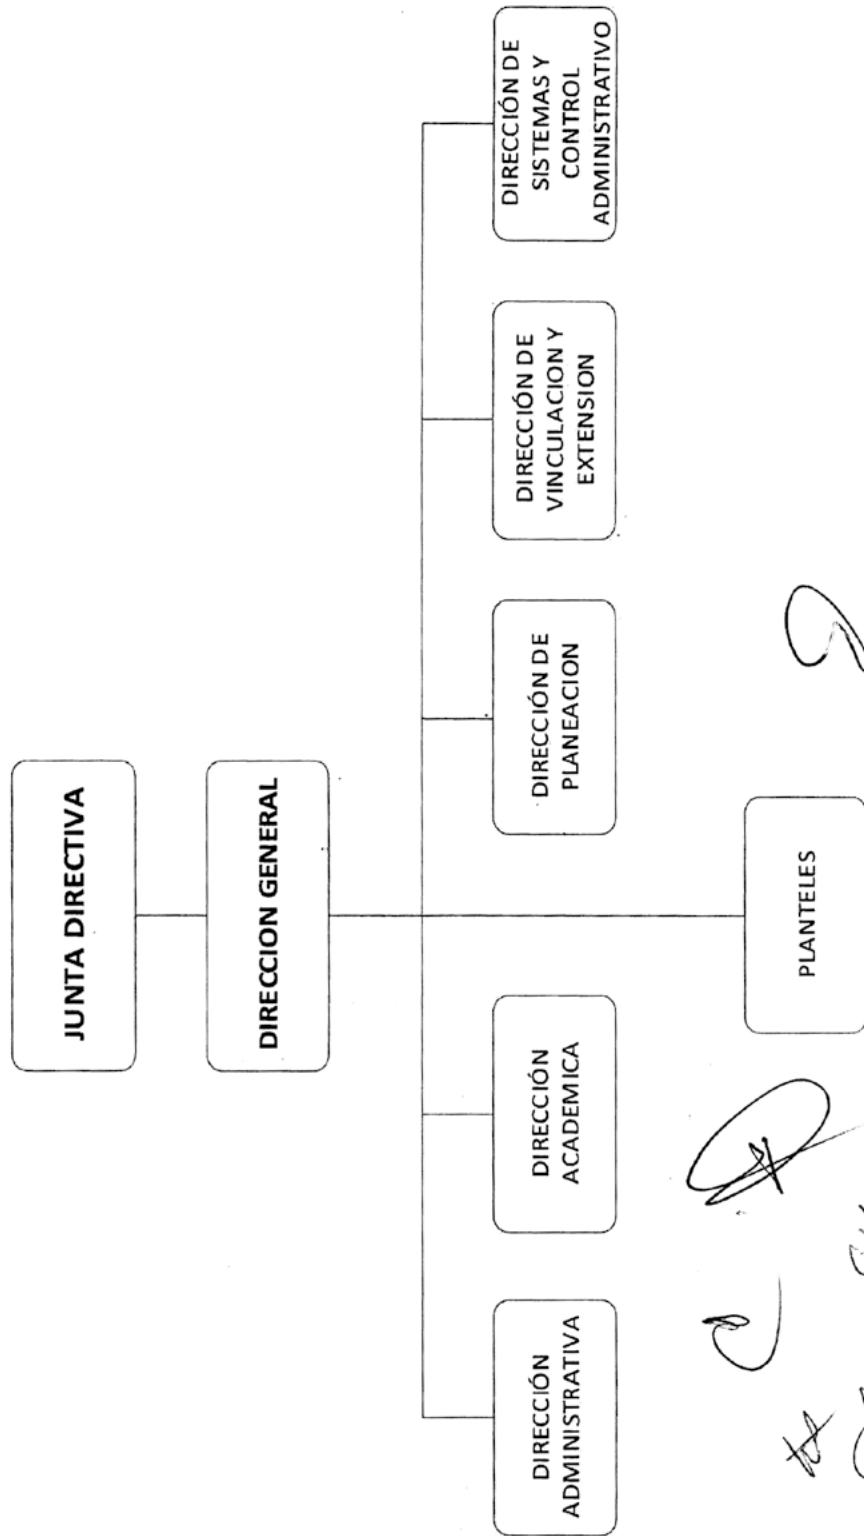 JUNTA DIRECTIVA
DIRECCION GENERAL
DIRECCIÓN
ADMINISTRATIVA
DIRECCIÓN
ACADEMICA
DIRECCIÓN DE
PLANEACION
DIRECCIÓN DE
VINCULACION Y
EXTENSION
DIRECCIÓN DE
SISTEMAS Y
CONTROL
ADMINISTRATIVO
PLANTELES